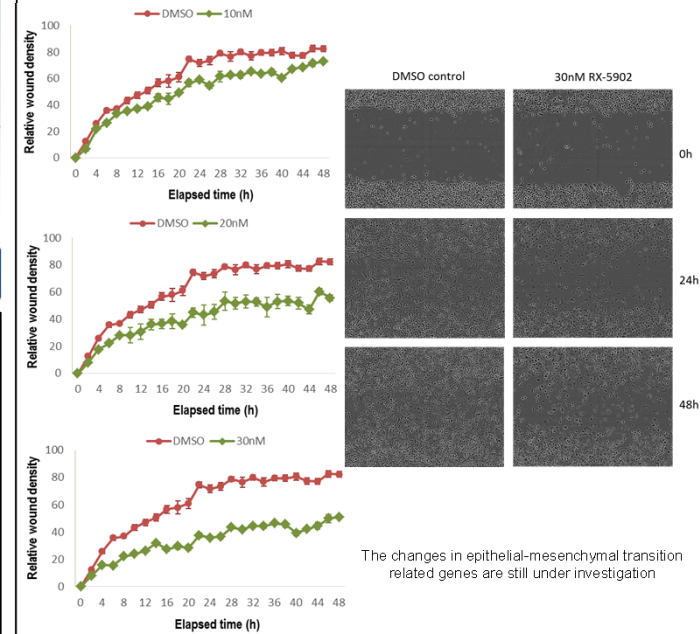 DMSO 10nM
Relative wound density
100
80
60
40
20
0
0 4 8 12 16 20 24 28 32 36 40 44 48
Elapsed time (h)
DMSO 20nM
Relative wound density
100
80
60
40
20
0
0 4 8 12 16 20 24 28 32 36 40 44 48
Elapsed time (h)
DMSO 30nM
Relative wound density
100
80
60
40
20
0
0 4 8 12 16 20 24 28 32 36 40 44 48
Elapsed time (h)
DMSO control 30nM RX-5902
0h
24h
48h
The changes in epithelial-mesenchymal transition
related genes are still under investigation